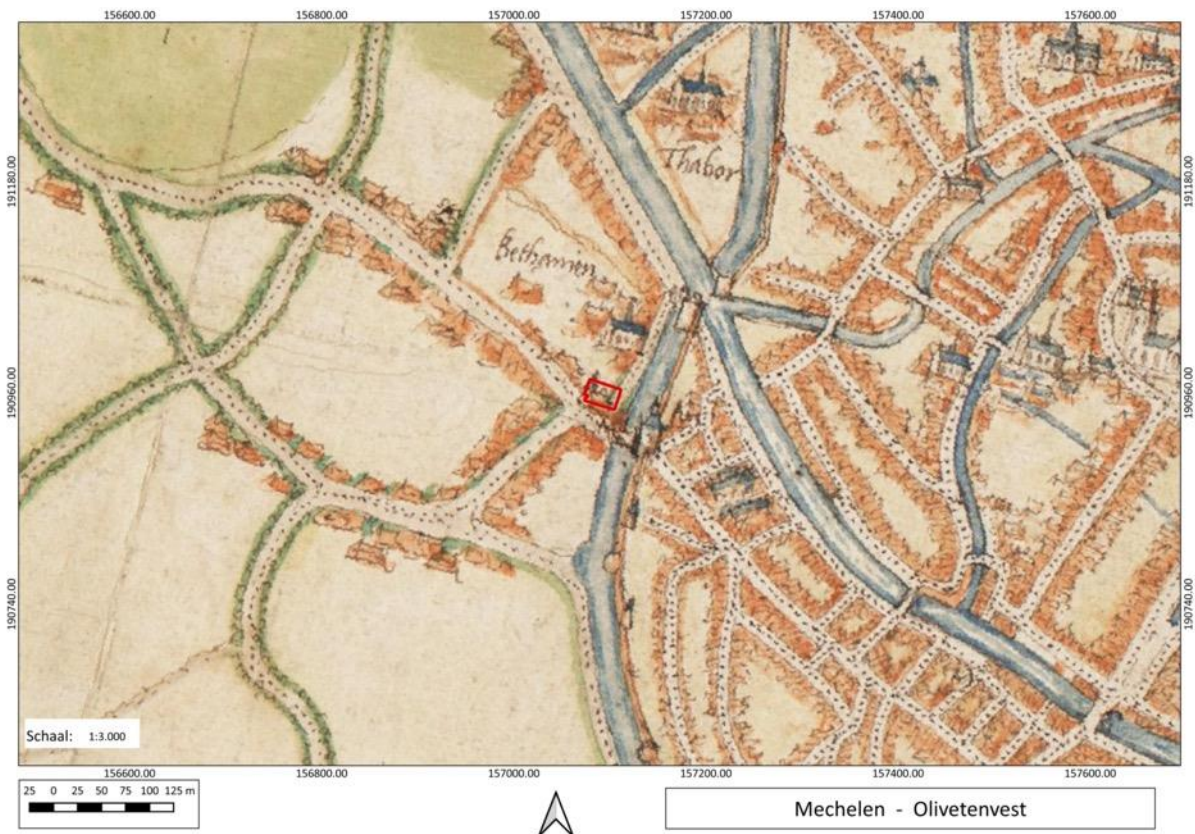 156600.00 156800.00 157000.00 157200.00 157400.00 157600.00
191180.00 191180.00
Thabor
Bethanien
190960.00 190960.00
190740.00 190740.00
Schaal: 1:3.000
156600.00 156800.00 157000.00 157200.00 157400.00 157600.00
25 0 25 50 75 100 125 m
Mechelen - Olivetenvest